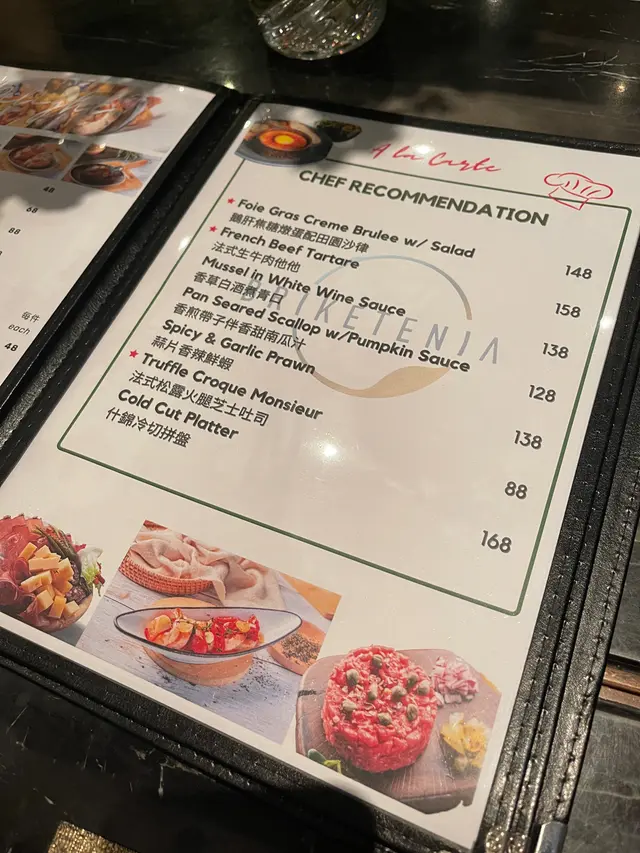 48
68
88
88
每件
each
48
A la Carte
CHEF RECOMMENDATION
BRIKETENIA
★ Foie Gras Creme Brulee w/ Salad 148
鵝肝焦糖燉蛋配田園沙律
★ French Beef Tartare 158
法式生牛肉他他
Mussel in White Wine Sauce 138
香草白酒煮青口
Pan Seared Scallop w/Pumpkin Sauce 128
香煎帶子伴香甜南瓜汁
Spicy & Garlic Prawn 138
蒜片香辣鮮蝦
★ Truffle Croque Monsieur 88
法式松露火腿芝士吐司
Cold Cut Platter 168
什錦冷切拼盤